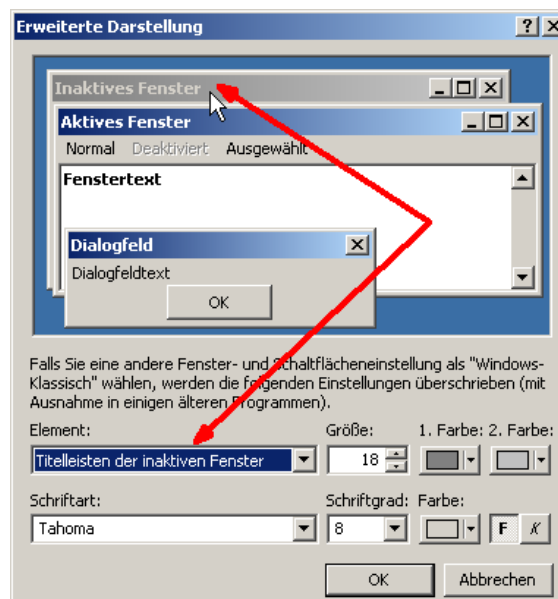 Erweiterte Darstellung
Inaktives Fenster
Aktives Fenster
Normal Deaktiviert Ausgewählt
Fenstertext
Dialogfeld
Dialogfeldtext
OK
Falls Sie eine andere Fenster- und Schaltflächeneinstellung als "Windows-
Klassisch" wählen, werden die folgenden Einstellungen überschrieben (mit
Ausnahme in einigen älteren Programmen).
Element: Größe: 1. Farbe: 2. Farbe:
Titelleisten der inaktiven Fenster 18
Schriftart: Schriftgrad: Farbe:
Tahoma 8 F K
OK Abbrechen